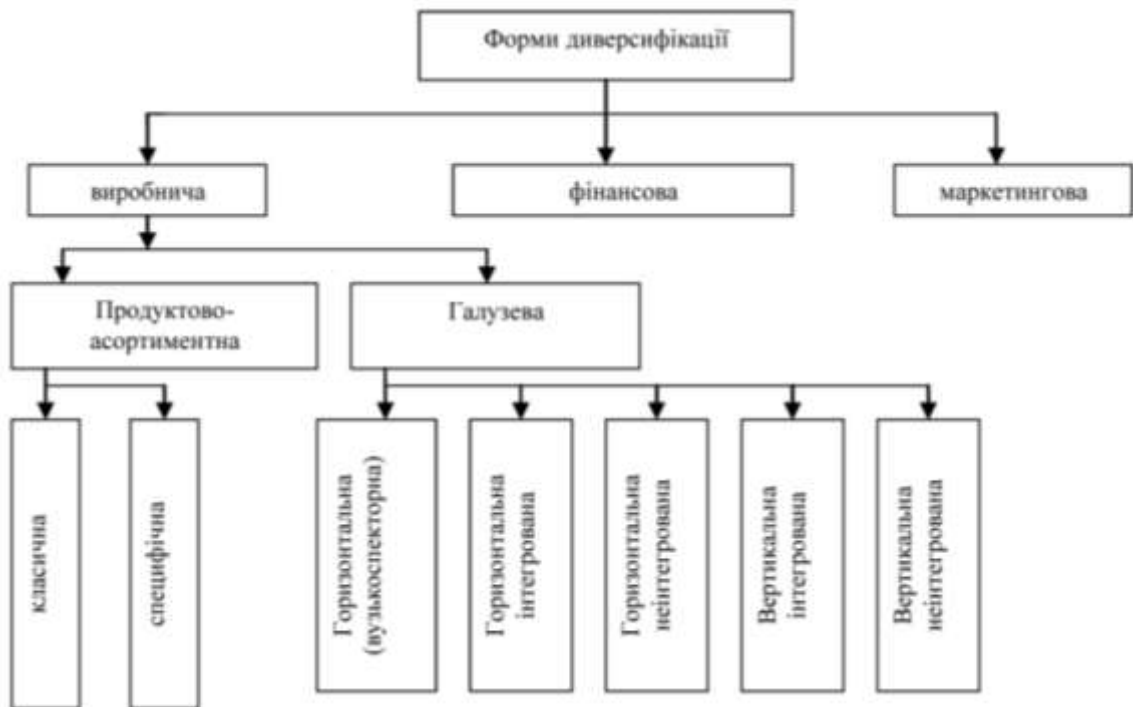 Форми диверсифікації
виробнича
фінансова
маркетингова
Продуктово-
асортиментна
Галузева
класична
специфічна
Горизонтальна
(вузькоспекторна)
Горизонтальна
інтегрована
Горизонтальна
неінтегрована
Вертикальна
інтегрована
Вертикальна
неінтегрована